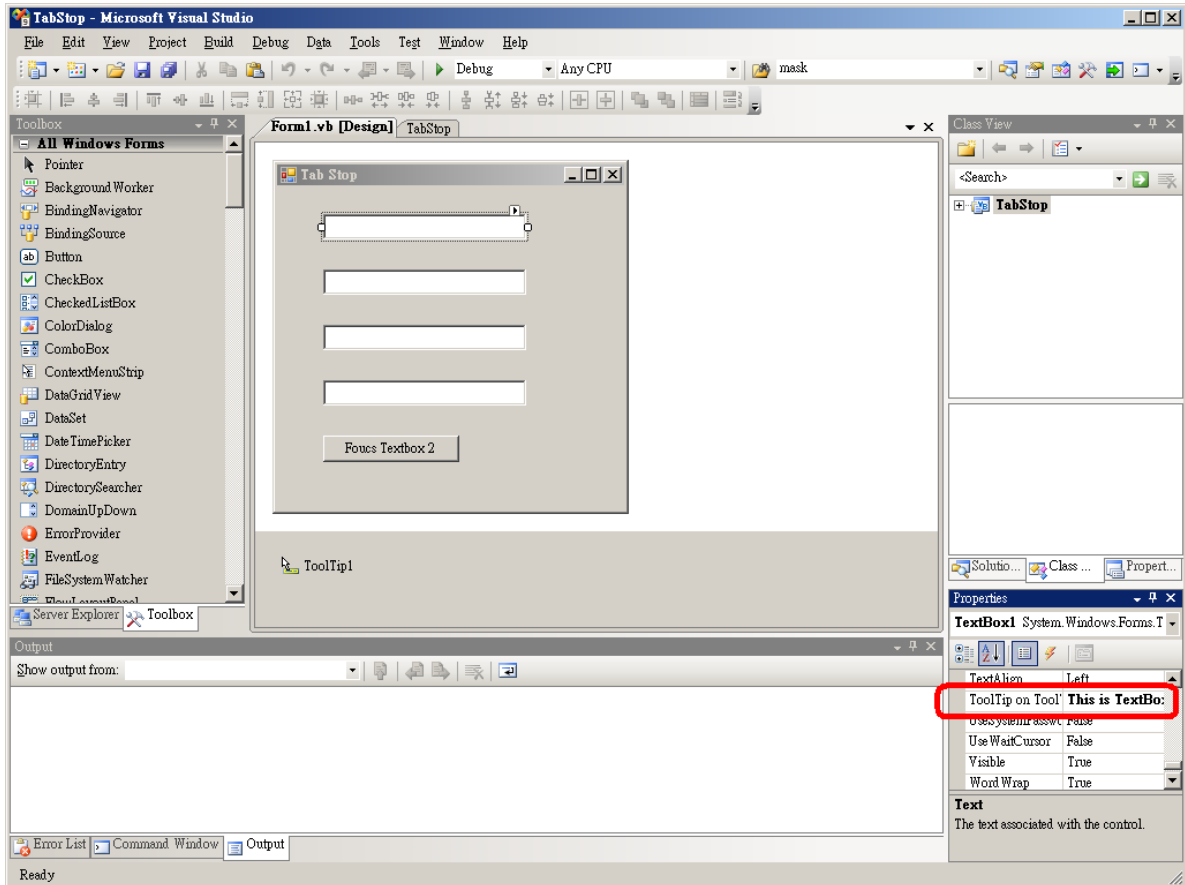 TabStop - Microsoft Visual Studio
File Edit View Project Build Debug Data Tools Test Window Help
Debug Any CPU mask
Toolbox
All Windows Forms
Pointer
BackgroundWorker
BindingNavigator
BindingSource
Button
CheckBox
CheckedListBox
ColorDialog
ComboBox
ContextMenuStrip
DataGridView
DataSet
DateTimePicker
DirectoryEntry
DirectorySearcher
DomainUpDown
ErrorProvider
EventLog
FileSystemWatcher
FlowLayoutPanel
Server Explorer Toolbox
Form1.vb [Design] TabStop
Tab Stop
Foucs Textbox 2
ToolTip1
Class View
<Search>
TabStop
Solutio... Class ... Propert...
Properties
TextBox1 System.Windows.Forms.T
TextAlign Left
ToolTip on Tool This is TextBo
UseSystemPasswo False
UseWaitCursor False
Visible True
WordWrap True
Text
The text associated with the control.
Output
Show output from:
Error List Command Window Output
Ready